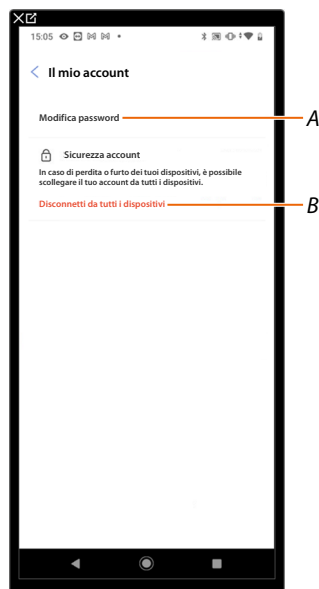 15:05
Il mio account
Modifica password
A
Sicurezza account
In caso di perdita o furto dei tuoi dispositivi, è possibile
scollegare il tuo account da tutti i dispositivi.
Disconnetti da tutti i dispositivi
B